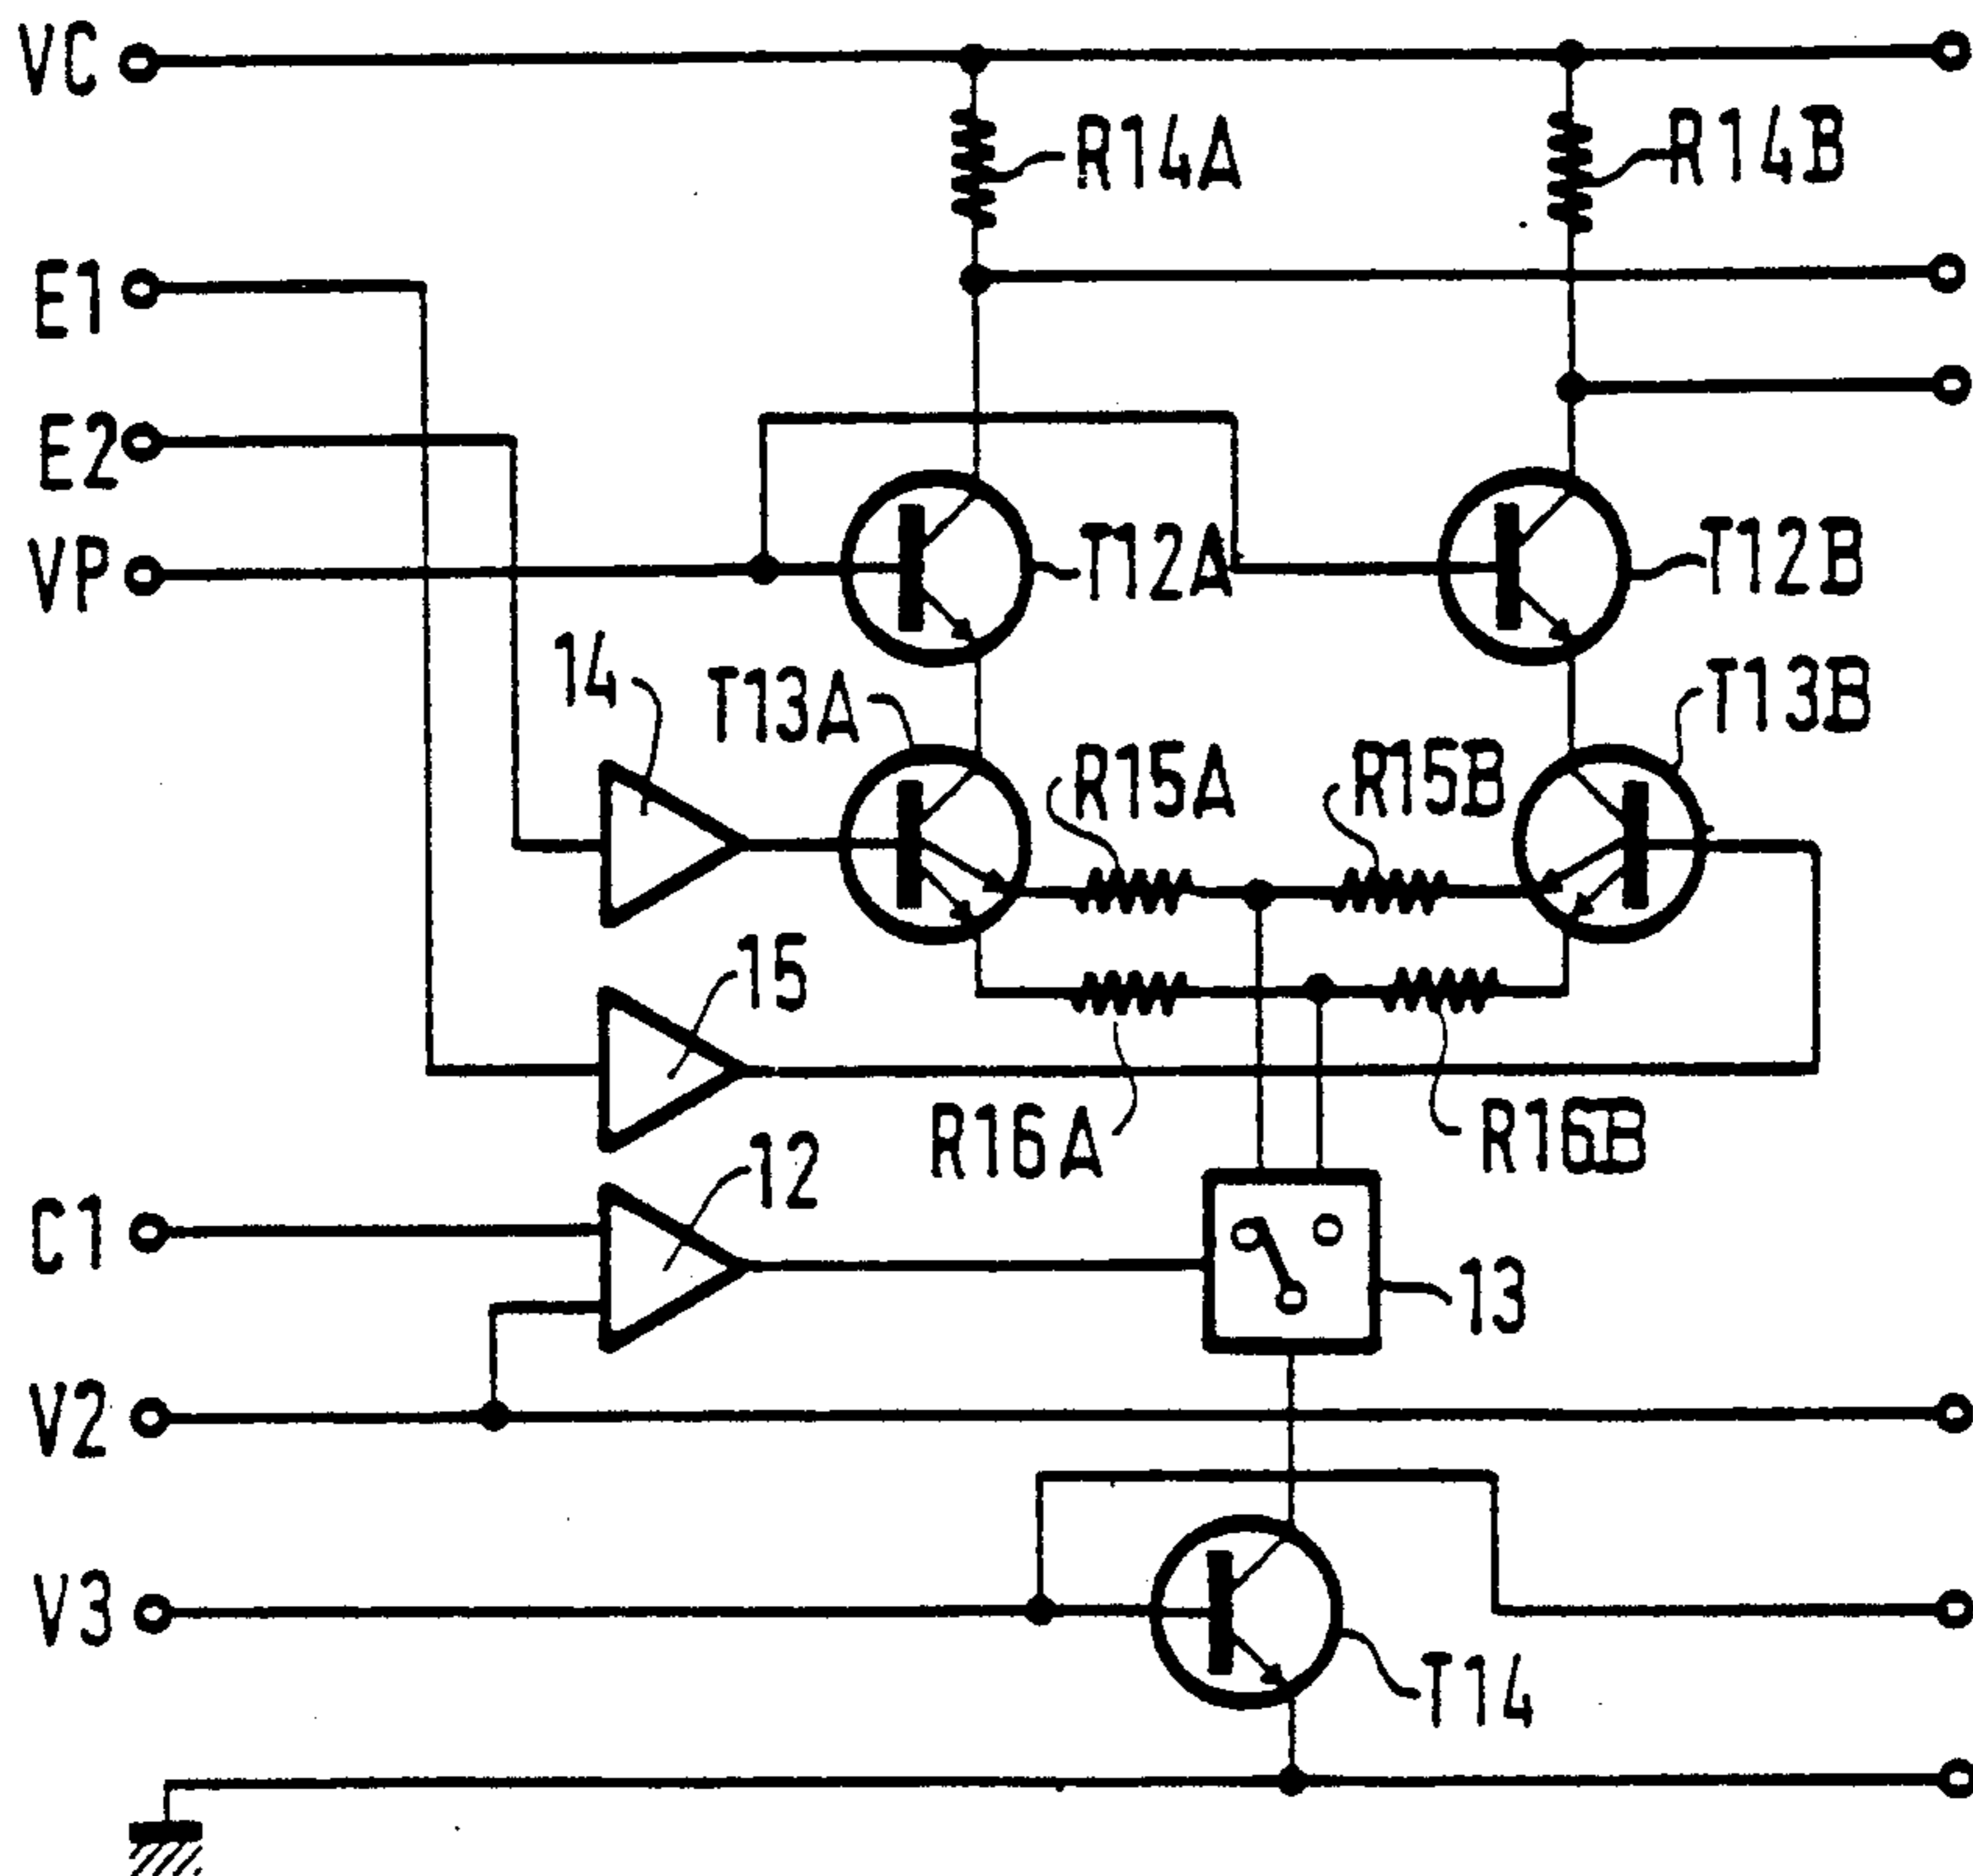 VC
R14A
R14B
E1
E2
VP
T12A
T12B
14
T13A
T13B
R15A
R15B
15
R16A
R16B
12
C1
13
V2
V3
T14